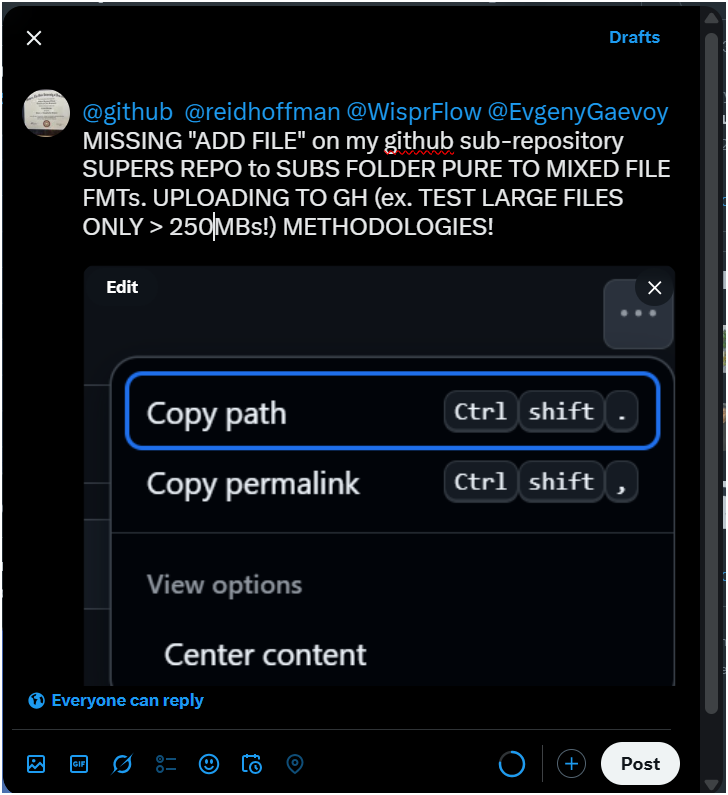 Drafts
@github @reidhoffman @WisprFlow @EvgenyGaevoy
MISSING "ADD FILE" on my github sub-repository
SUPERS REPO to SUBS FOLDER PURE TO MIXED FILE
FMTs. UPLOADING TO GH (ex. TEST LARGE FILES
ONLY > 250MBs!) METHODOLOGIES!
Edit
Copy path Ctrl shift .
Copy permalink Ctrl shift ,
View options
Center content
Everyone can reply
GIF
Post